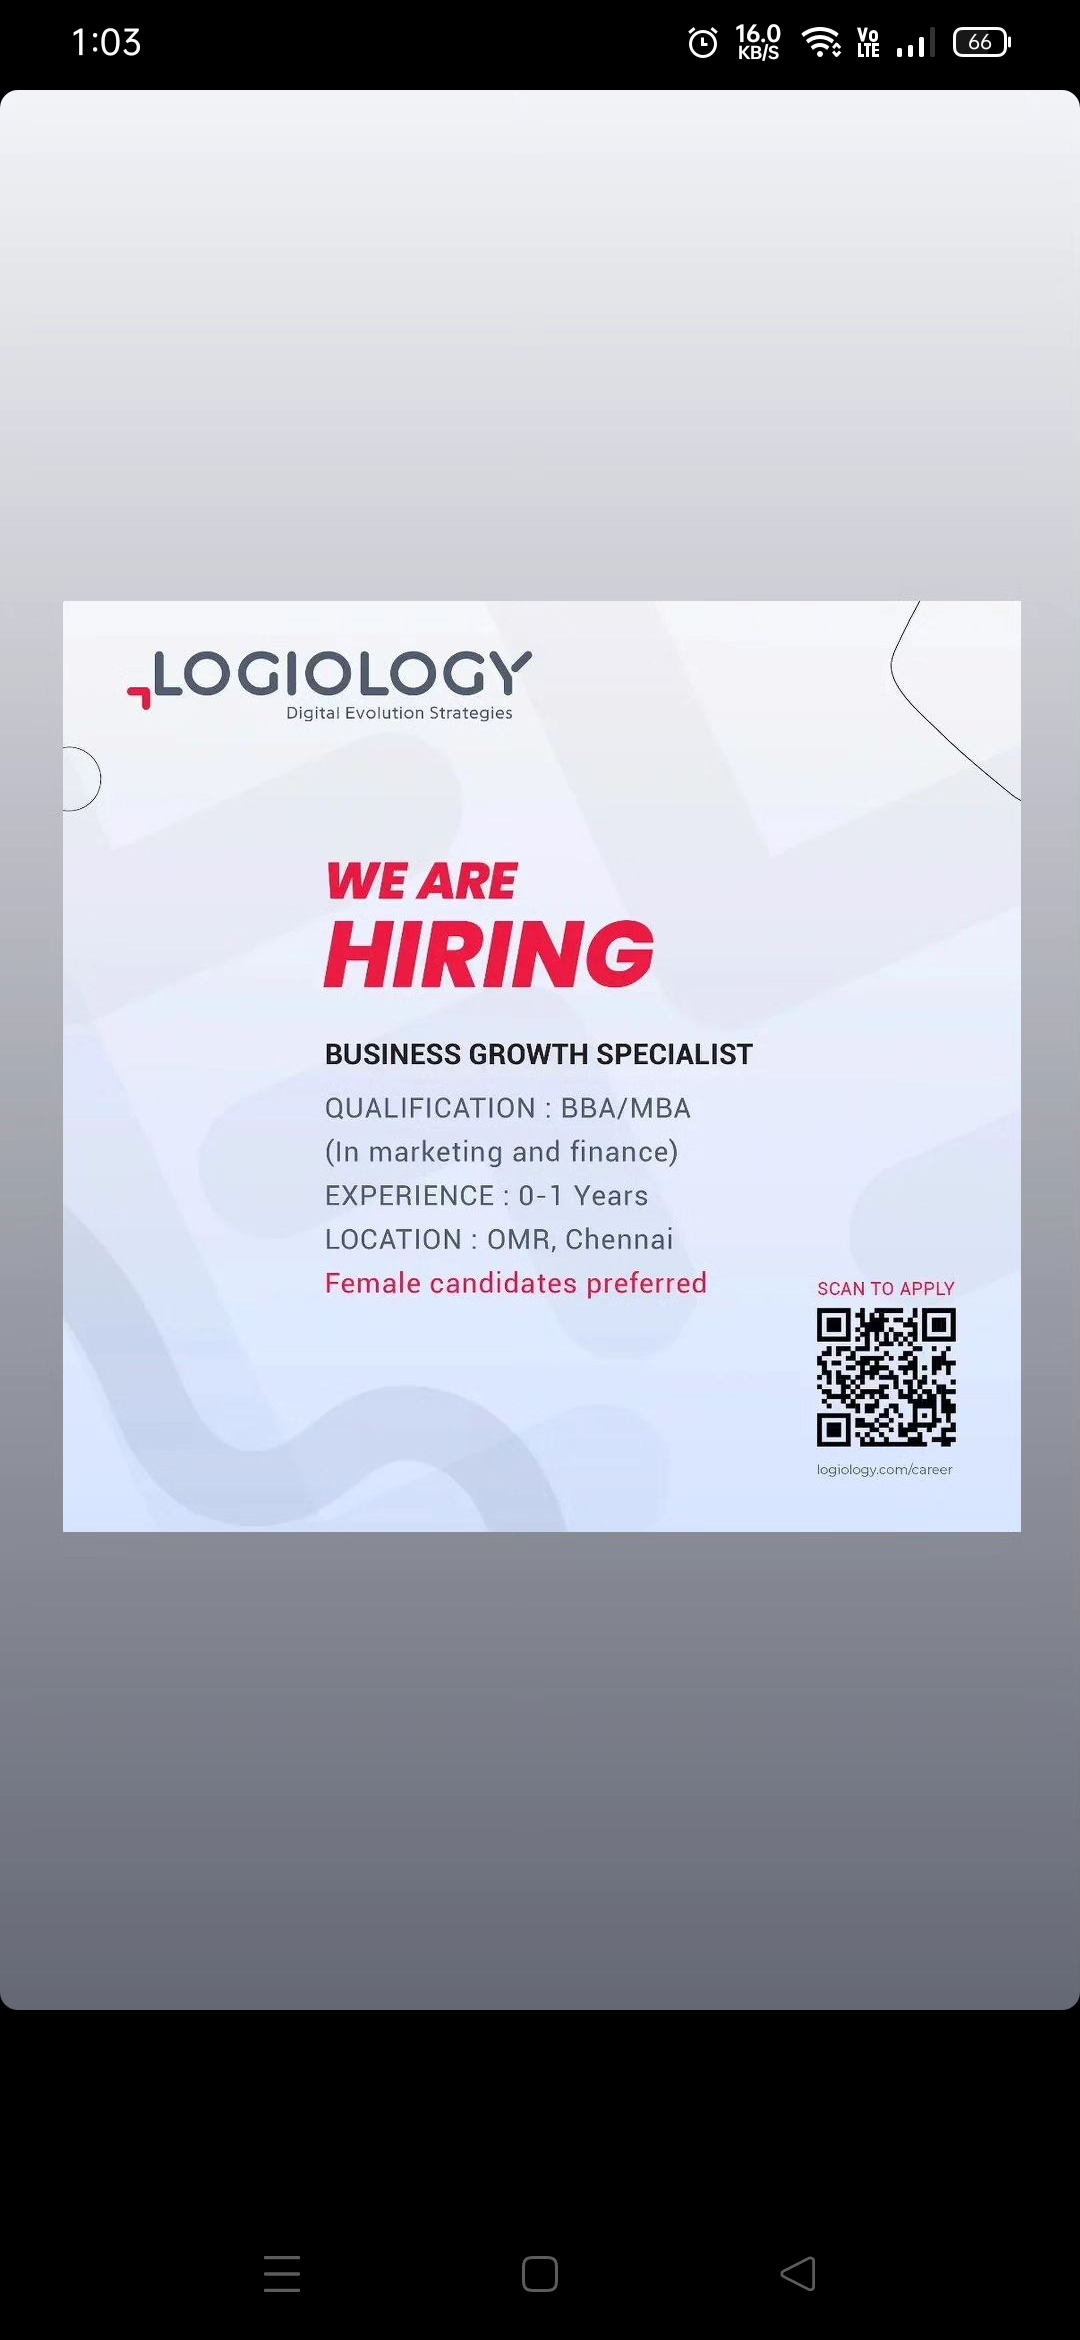 1:03
16.0
KB/S
Vo
LTE
66
LOGIOLOGY
Digital Evolution Strategies
WE ARE
HIRING
BUSINESS GROWTH SPECIALIST
QUALIFICATION : BBA/MBA
(In marketing and finance)
EXPERIENCE : 0-1 Years
LOCATION : OMR, Chennai
Female candidates preferred
SCAN TO APPLY
logiology.com/career